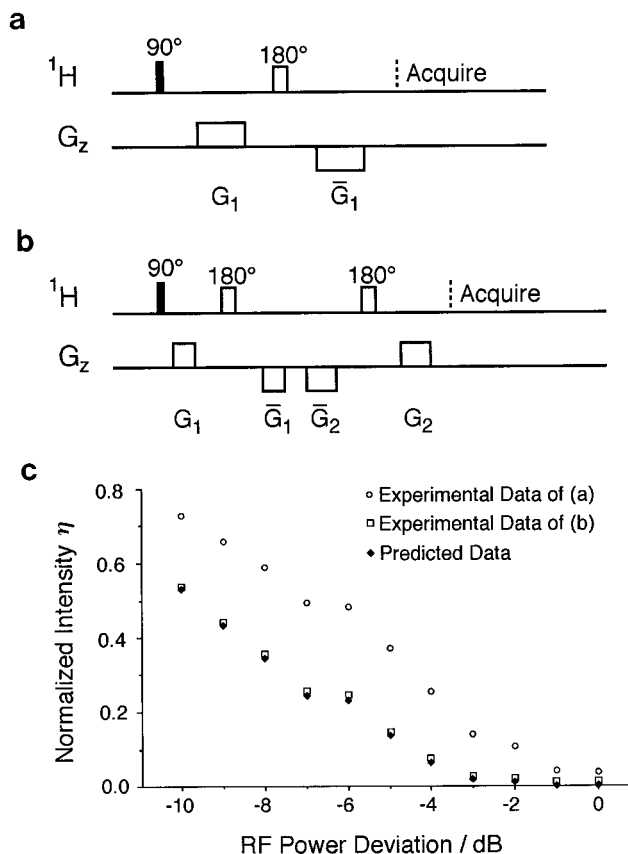 a
90° 180°
¹H Acquire
G_z
G₁ Ḡ₁
b
90° 180° 180°
¹H Acquire
G_z
G₁ Ḡ₁ Ḡ₂ G₂
c
Normalized Intensity η
0.8
0.6
0.4
0.2
0.0
○ Experimental Data of (a)
□ Experimental Data of (b)
◆ Predicted Data
-10 -8 -6 -4 -2 0
RF Power Deviation / dB